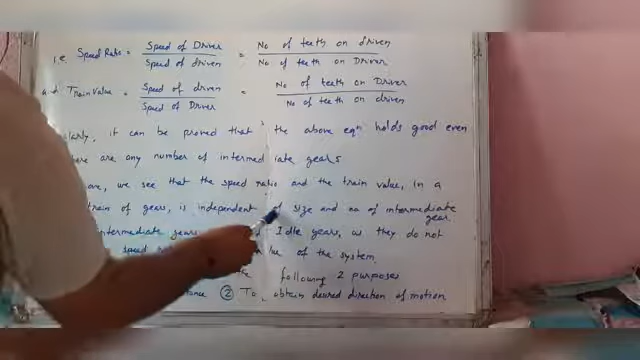 i.e. Speed Ratio = Speed of Driver / Speed of driven = No of teeth on driven / No of teeth on Driver
Train Value = Speed of driven / Speed of Driver = No of teeth on Driver / No of teeth on driven
it can be proved that the above eqn holds good even
are any number of intermediate gears
we see that the speed ratio and the train value, in a
train of gears, is independent of size and no of intermediate gear.
intermediate gears Idle gears, as they do not
speed of the system.
following 2 purposes
② To obtain desired direction of motion